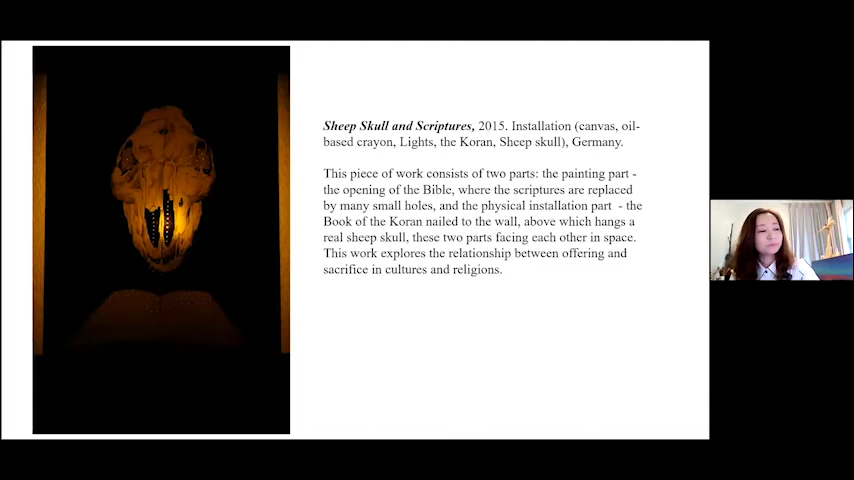 Sheep Skull and Scriptures, 2015. Installation (canvas, oil-
based crayon, Lights, the Koran, Sheep skull), Germany.
This piece of work consists of two parts: the painting part -
the opening of the Bible, where the scriptures are replaced
by many small holes, and the physical installation part  - the
Book of the Koran nailed to the wall, above which hangs a
real sheep skull, these two parts facing each other in space.
This work explores the relationship between offering and
sacrifice in cultures and religions.